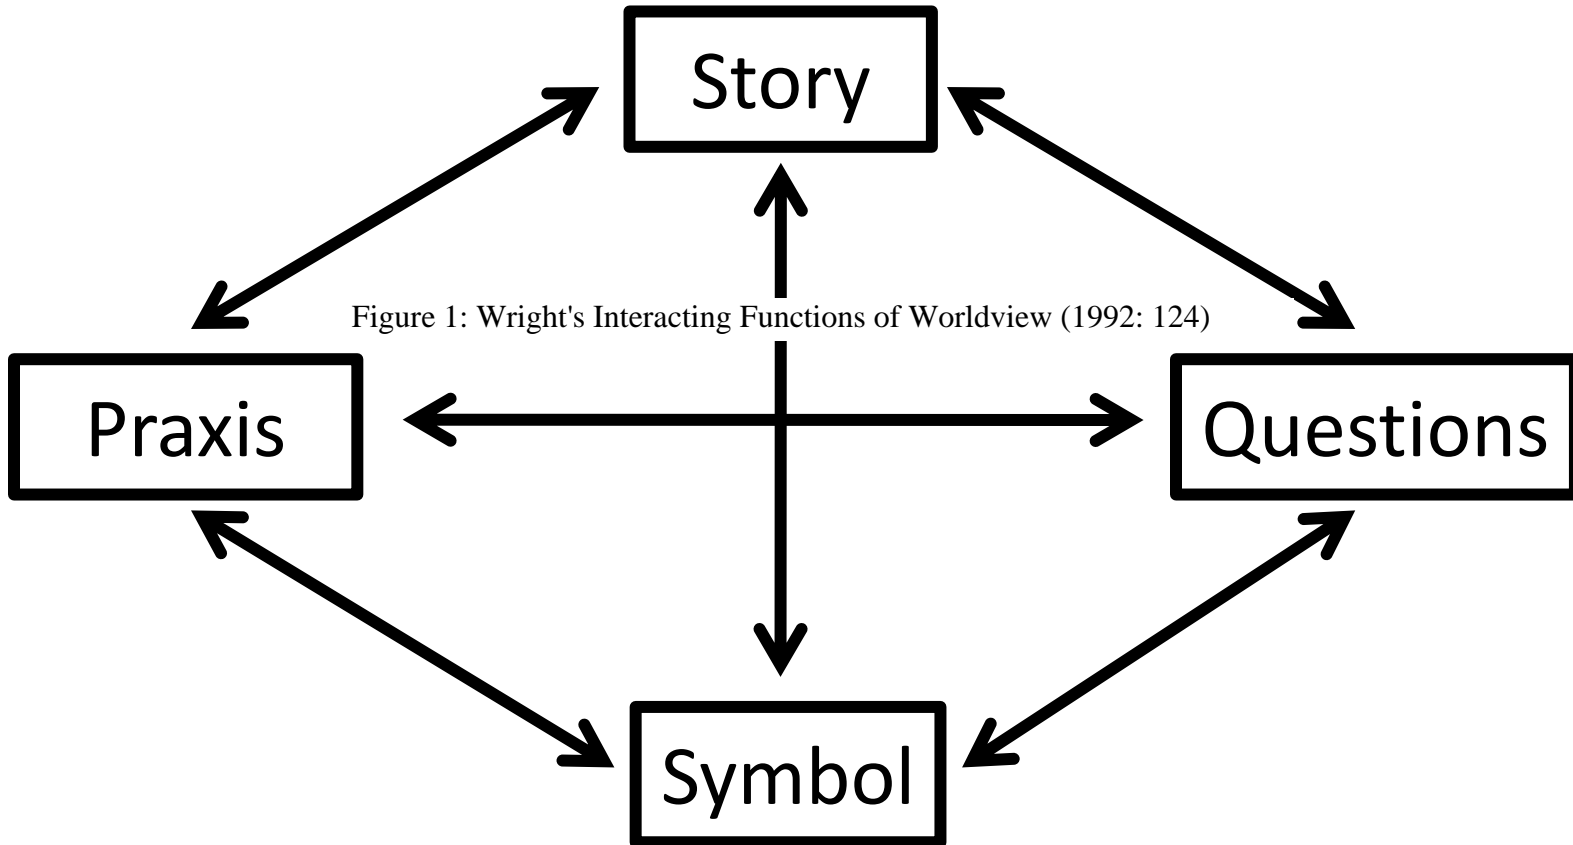 Story
Figure 1: Wright's Interacting Functions of Worldview (1992: 124)
Praxis
Questions
Symbol